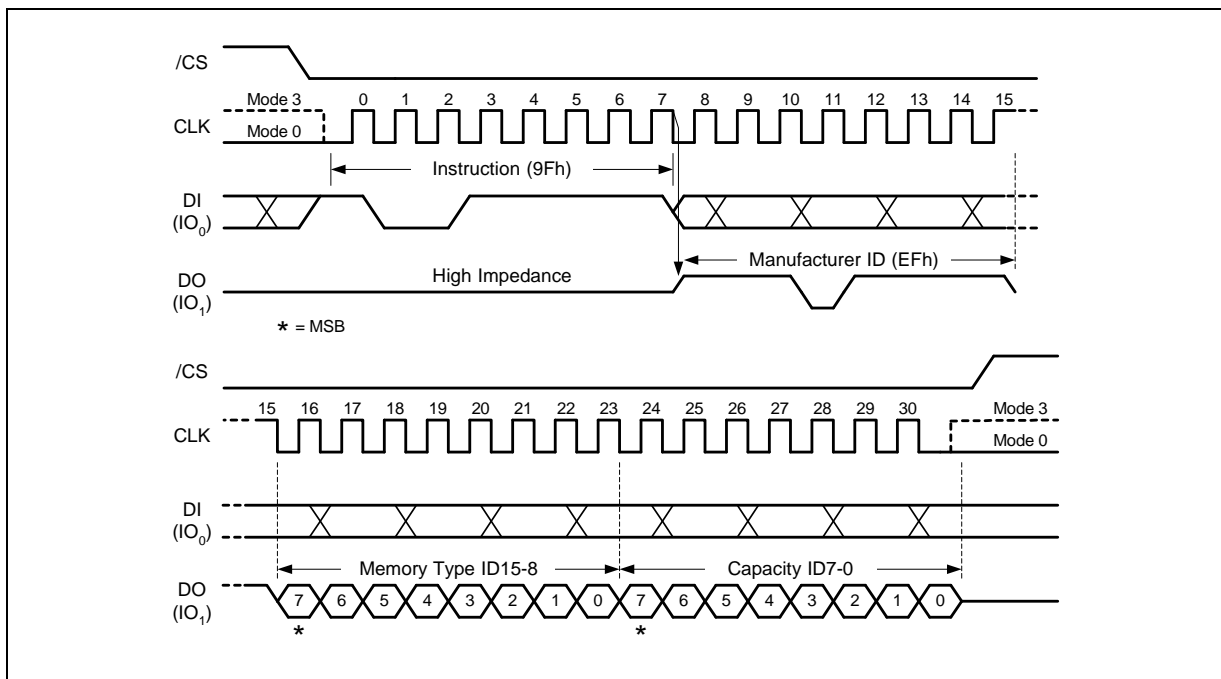 /CS
Mode 3 0 1 2 3 4 5 6 7 8 9 10 11 12 13 14 15
CLK
Mode 0
Instruction (9Fh)
DI
(IO0)
Manufacturer ID (EFh)
DO
High Impedance
(IO1)
* = MSB
/CS
15 16 17 18 19 20 21 22 23 24 25 26 27 28 29 30 Mode 3
CLK
Mode 0
DI
(IO0)
Memory Type ID15-8 Capacity ID7-0
DO 7 6 5 4 3 2 1 0 7 6 5 4 3 2 1 0
(IO1)
* *